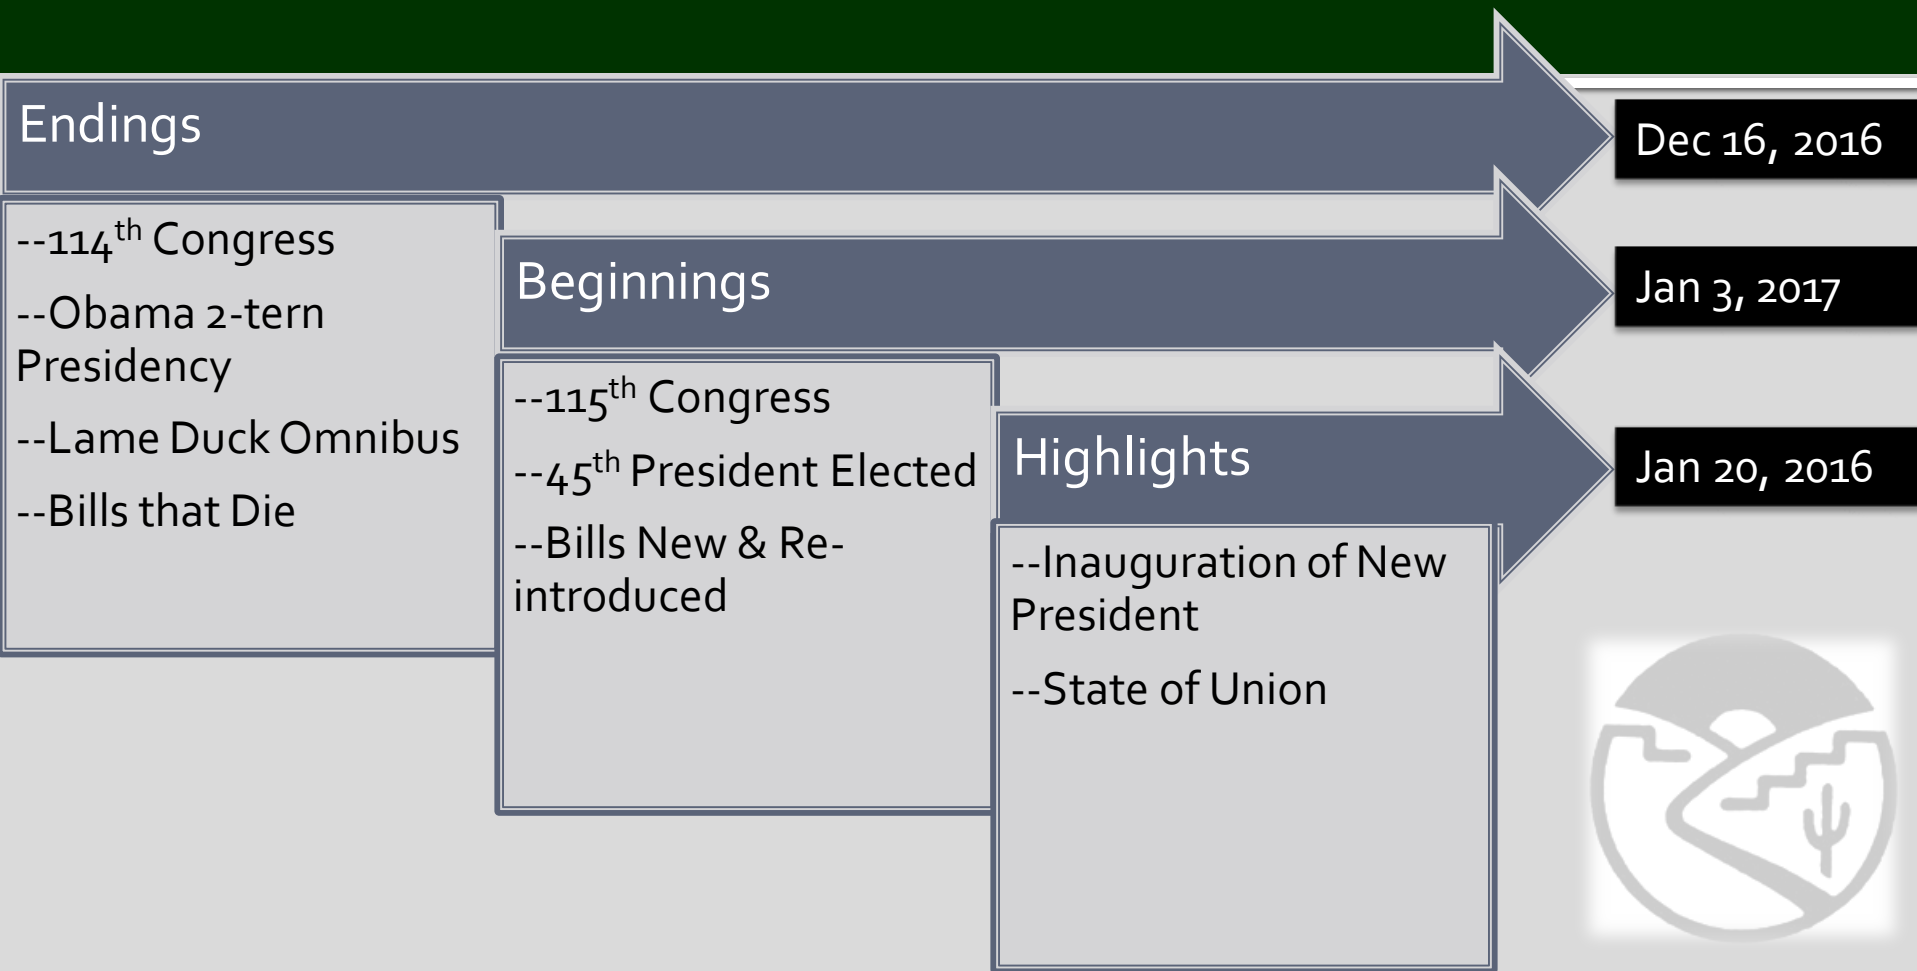 Endings
Dec 16, 2016
--114th Congress
--Obama 2-tern
Presidency
--Lame Duck Omnibus
--Bills that Die
Beginnings
Jan 3, 2017
--115th Congress
--45th President Elected
--Bills New & Re-
introduced
Highlights
Jan 20, 2016
--Inauguration of New
President
--State of Union